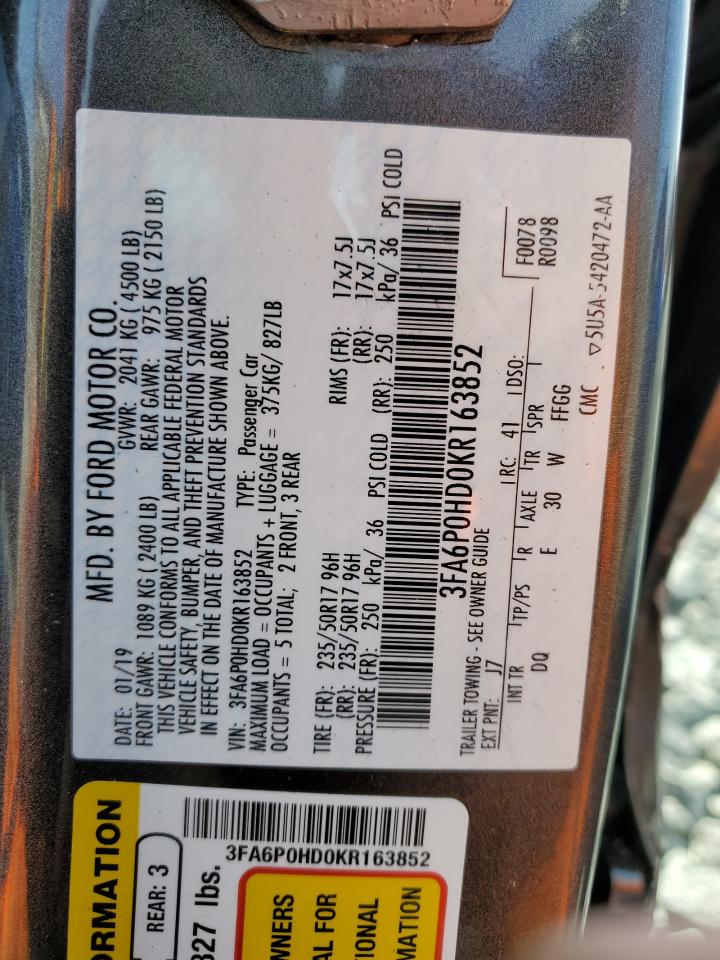 MFD. BY FORD MOTOR CO.
DATE: 01/19 GVWR: 2041 KG ( 4500 LB)
FRONT GAWR: 1089 KG (2400 LB) REAR GAWR: 975 KG ( 2150 LB)
THIS VEHICLE CONFORMS TO ALL APPLICABLE FEDERAL MOTOR
VEHICLE SAFETY, BUMPER, AND THEFT PREVENTION STANDARDS
IN EFFECT ON THE DATE OF MANUFACTURE SHOWN ABOVE.
VIN: 3FA6P0HD0KR163852 TYPE: Passenger Car
MAXIMUM LOAD = OCCUPANTS + LUGGAGE = 375KG/ 827LB
OCCUPANTS = 5 TOTAL; 2 FRONT, 3 REAR
TIRE (FR): 235/50R17 96H RIMS (FR): 17x7.5J
(RR): 235/50R17 96H (RR): 17x7.5J
PRESSURE (FR): 250 kPa/ 36 PSI COLD (RR): 250 kPa/ 36 PSI COLD
3FA6P0HD0KR163852
TRAILER TOWING - SEE OWNER GUIDE
EXT PNT: J7 RC: 41 DSO: F0078
INT TR TP/PS R AXLE TR SPR R0098
DQ E 30 W FFGG
CMC ▽5U5A-5420472-AA
ORMATION
REAR: 3
827 lbs.
3FA6P0HD0KR163852
WNERS
AL FOR
IONAL
MATION